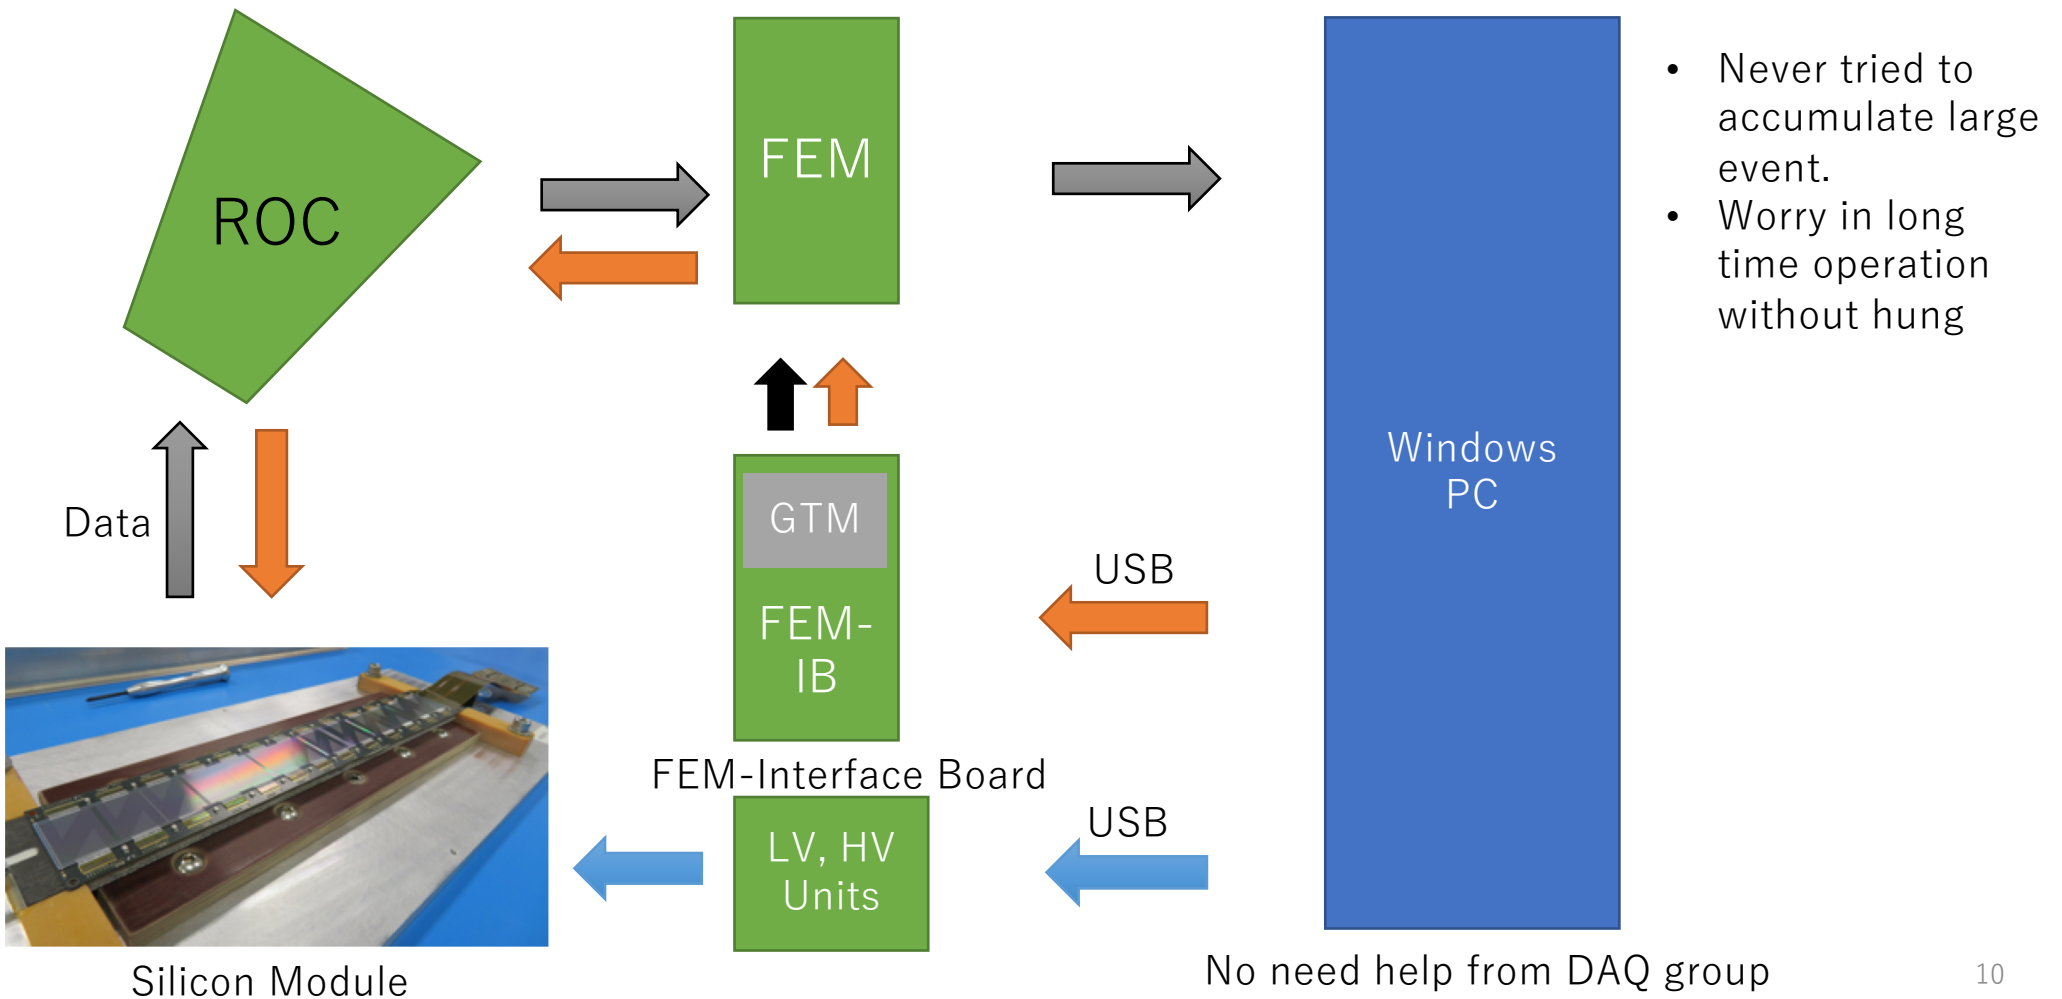 ROC
FEM
• Never tried to
accumulate large
event.
• Worry in long
time operation
without hung
Windows
PC
GTM
Data
USB
FEM-
IB
FEM-Interface Board
USB
LV, HV
Units
Silicon Module
No need help from DAQ group
10